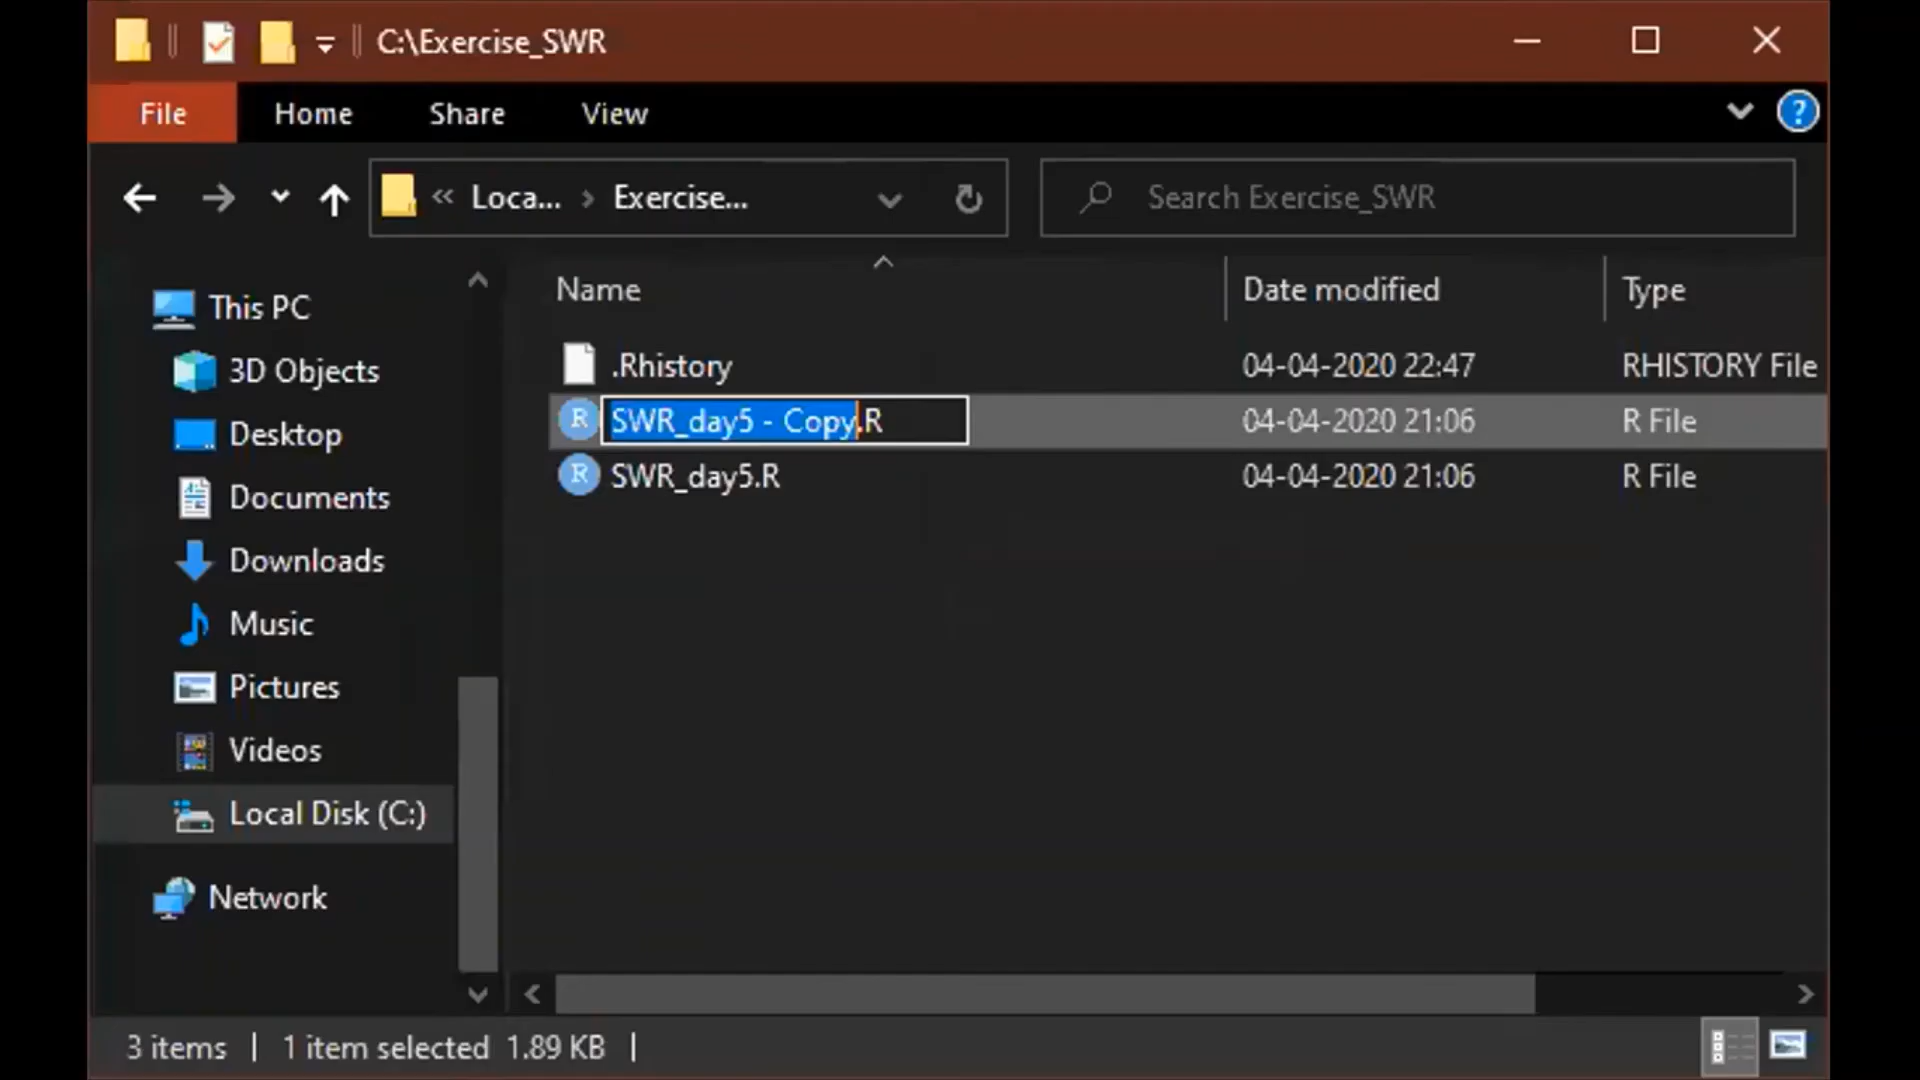 C:\Exercise_SWR
File Home Share View
« Loca... › Exercise... Search Exercise_SWR
Name Date modified Type
This PC
3D Objects
Desktop
Documents
Downloads
Music
Pictures
Videos
Local Disk (C:)
Network
.Rhistory 04-04-2020 22:47 RHISTORY File
SWR_day5 - Copy.R 04-04-2020 21:06 R File
SWR_day5.R 04-04-2020 21:06 R File
3 items | 1 item selected 1.89 KB |